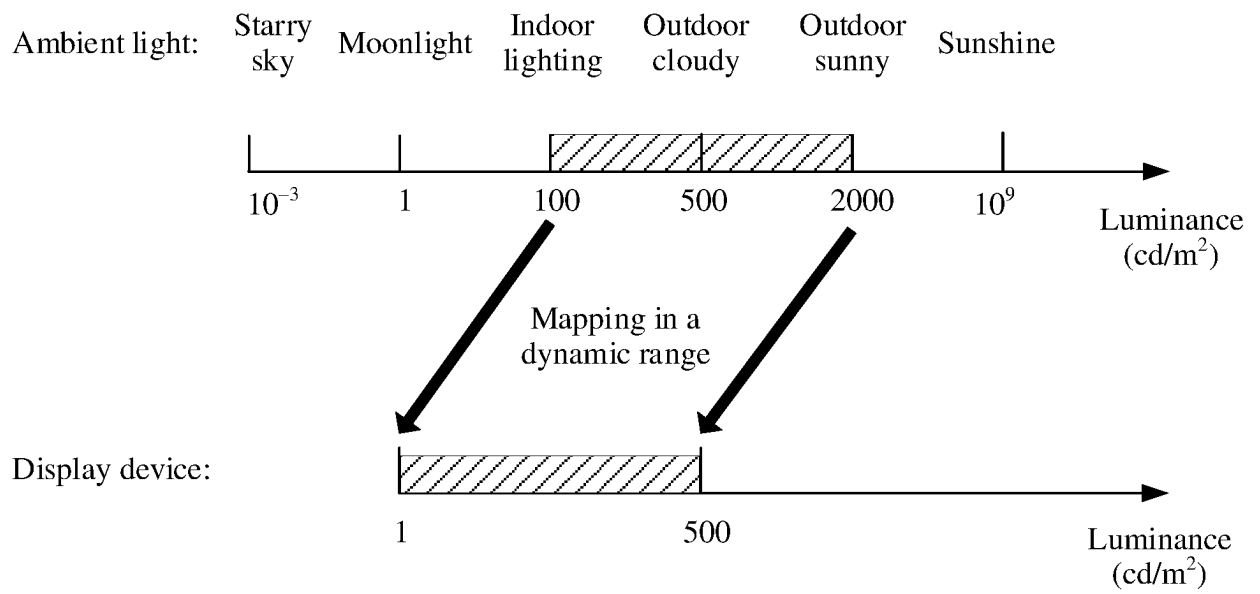 Ambient light:
Starry
sky
Moonlight
Indoor
lighting
Outdoor
cloudy
Outdoor
sunny
Sunshine
10⁻³
1
100
500
2000
10⁹
Luminance
(cd/m²)
Mapping in a
dynamic range
Display device:
1
500
Luminance
(cd/m²)